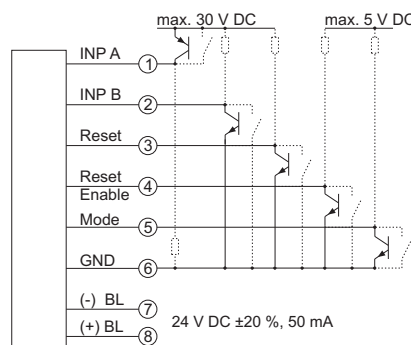 max. 30 V DC max. 5 V DC
INP A 1
INP B 2
Reset 3
Reset
Enable 4
Mode 5
GND 6
(-) BL 7
24 V DC ±20 %, 50 mA
(+) BL 8